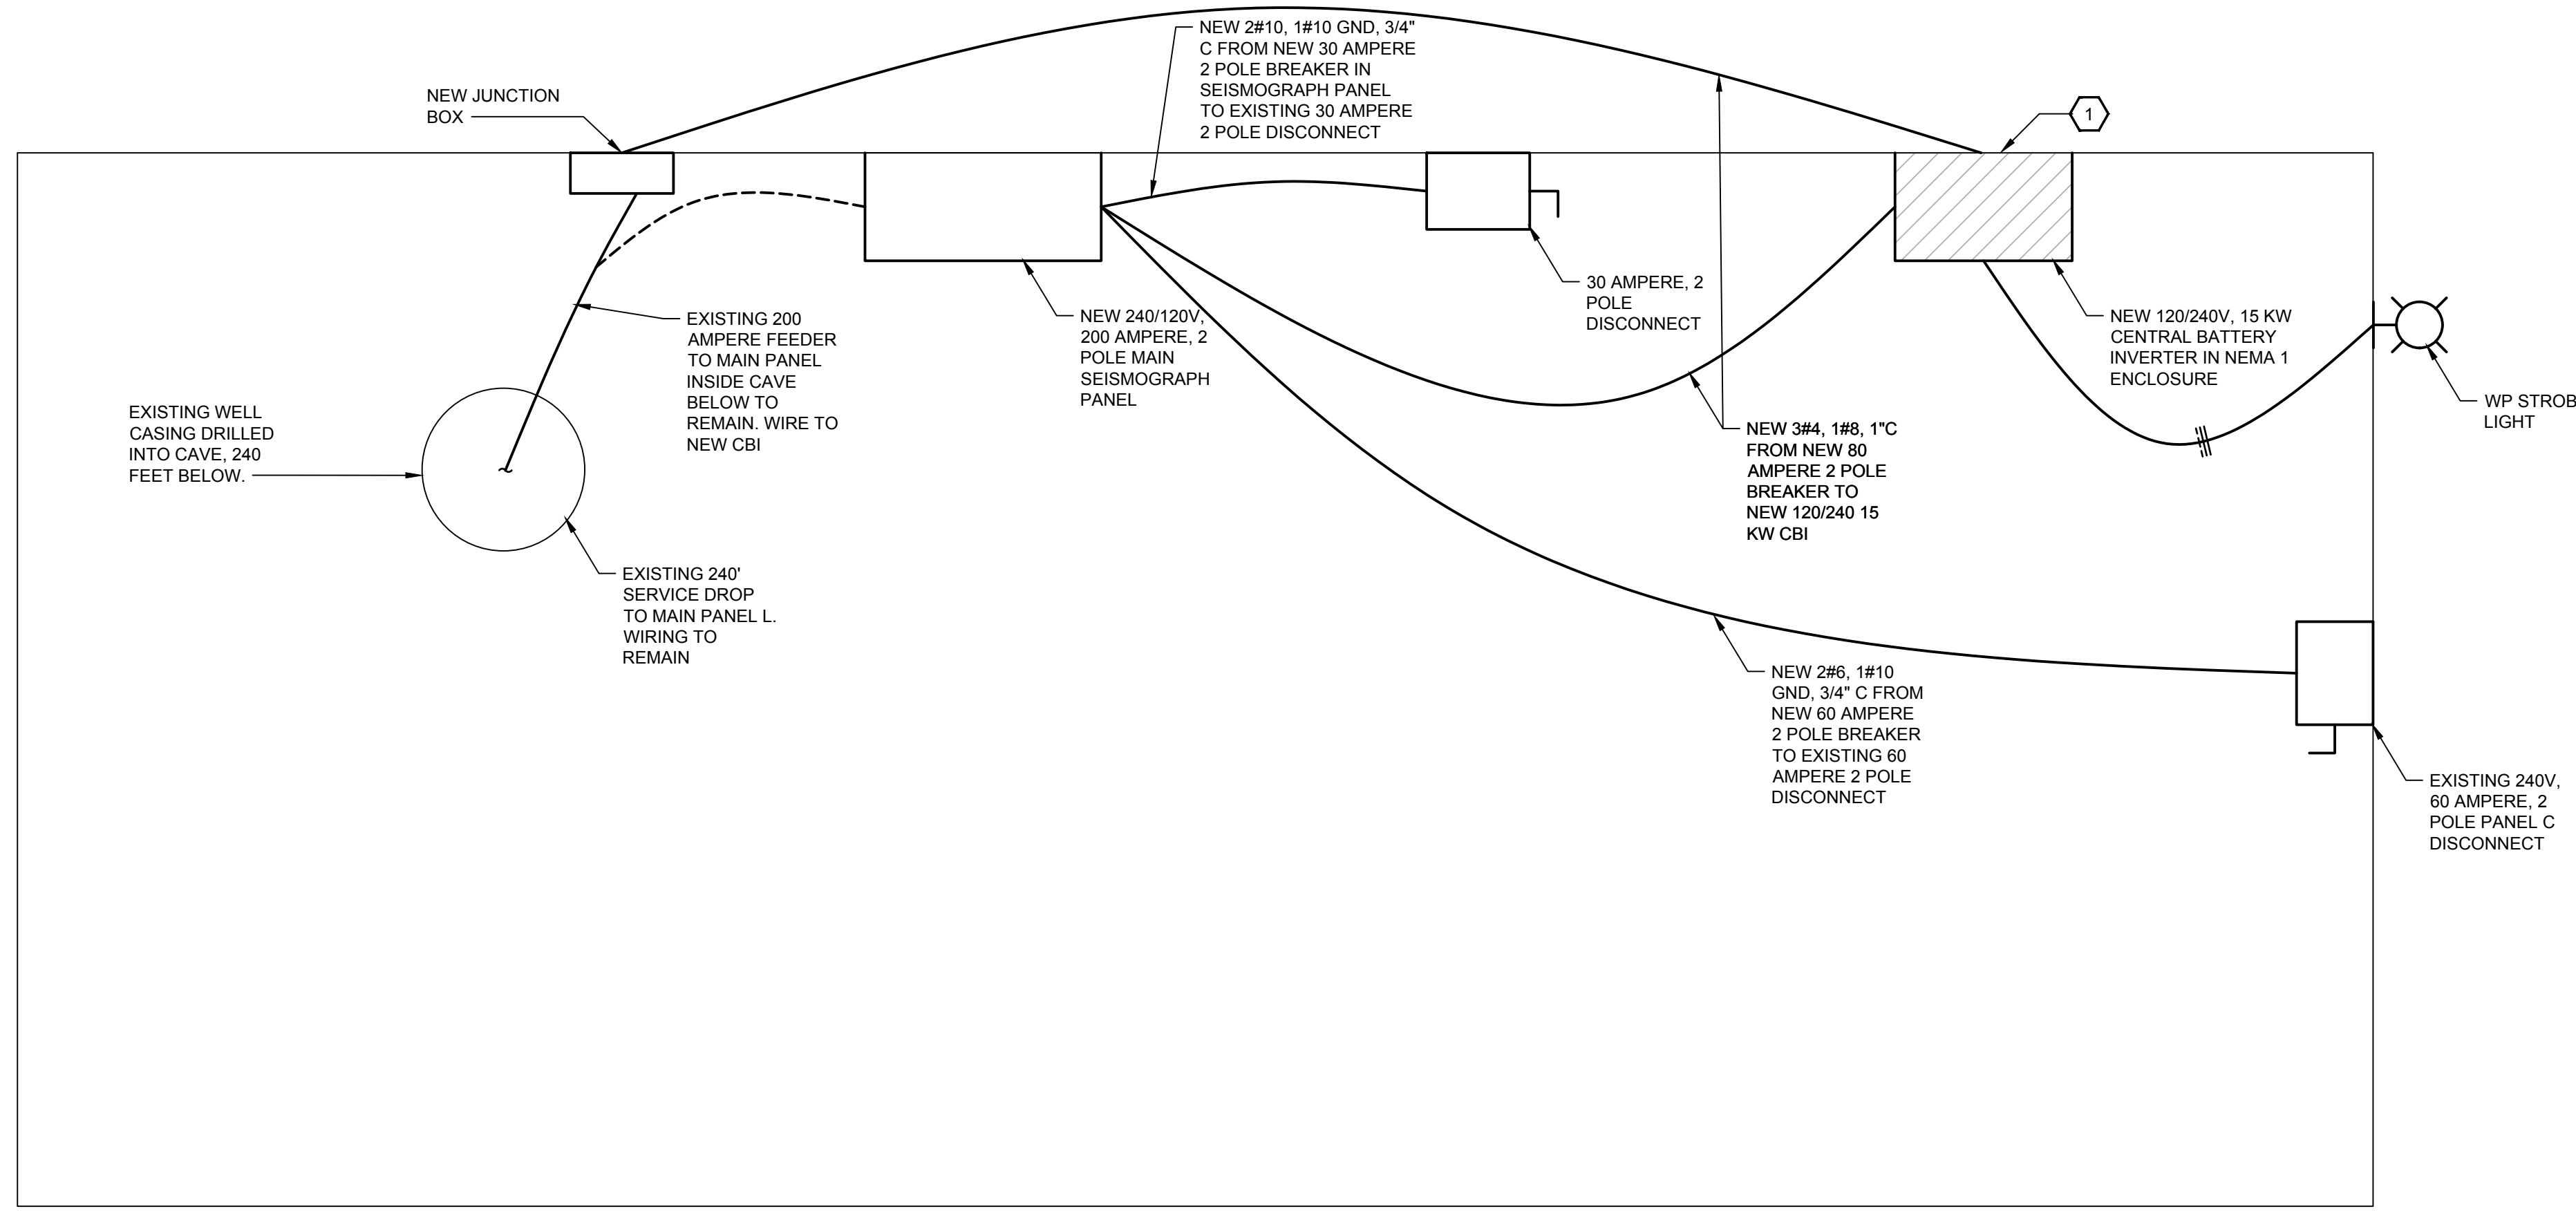 NEW 2#10, 1#10 GND, 3/4"
C FROM NEW 30 AMPERE
2 POLE BREAKER IN
SEISMOGRAPH PANEL
TO EXISTING 30 AMPERE
2 POLE DISCONNECT
NEW JUNCTION
BOX
1
30 AMPERE, 2
POLE
DISCONNECT
EXISTING 200
AMPERE FEEDER
TO MAIN PANEL
INSIDE CAVE
BELOW TO
REMAIN. WIRE TO
NEW CBI
NEW 240/120V,
200 AMPERE, 2
POLE MAIN
SEISMOGRAPH
PANEL
NEW 120/240V, 15 KW
CENTRAL BATTERY
INVERTER IN NEMA 1
ENCLOSURE
WP STROB
LIGHT
EXISTING WELL
CASING DRILLED
INTO CAVE, 240
FEET BELOW.
NEW 3#4, 1#8, 1"C
FROM NEW 80
AMPERE 2 POLE
BREAKER TO
NEW 120/240 15
KW CBI
EXISTING 240'
SERVICE DROP
TO MAIN PANEL L.
WIRING TO
REMAIN
NEW 2#6, 1#10
GND, 3/4" C FROM
NEW 60 AMPERE
2 POLE BREAKER
TO EXISTING 60
AMPERE 2 POLE
DISCONNECT
EXISTING 240V,
60 AMPERE, 2
POLE PANEL C
DISCONNECT